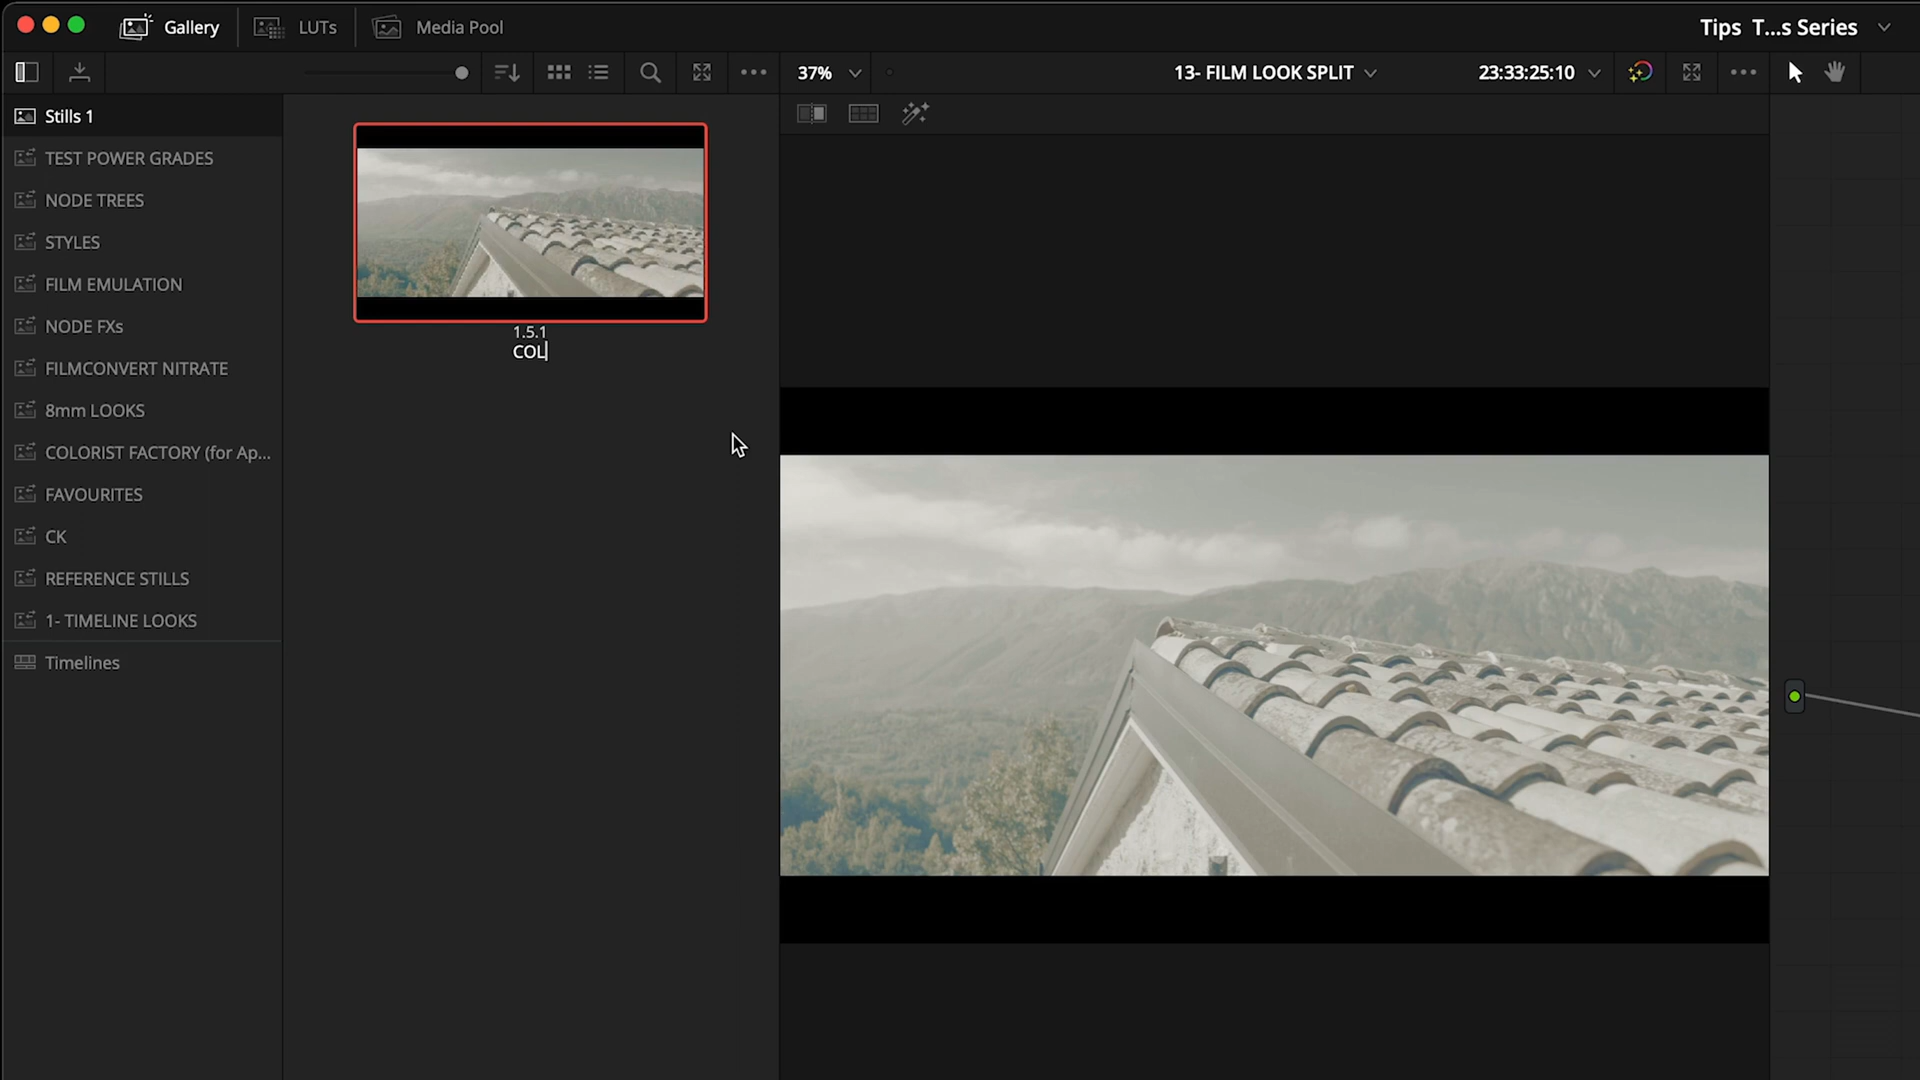 Gallery
LUTs
Media Pool
Tips T...s Series
37%
13- FILM LOOK SPLIT
23:33:25:10
Stills 1
TEST POWER GRADES
NODE TREES
STYLES
FILM EMULATION
NODE FXs
FILMCONVERT NITRATE
8mm LOOKS
COLORIST FACTORY (for Ap...
FAVOURITES
CK
REFERENCE STILLS
1- TIMELINE LOOKS
Timelines
1.5.1
COL